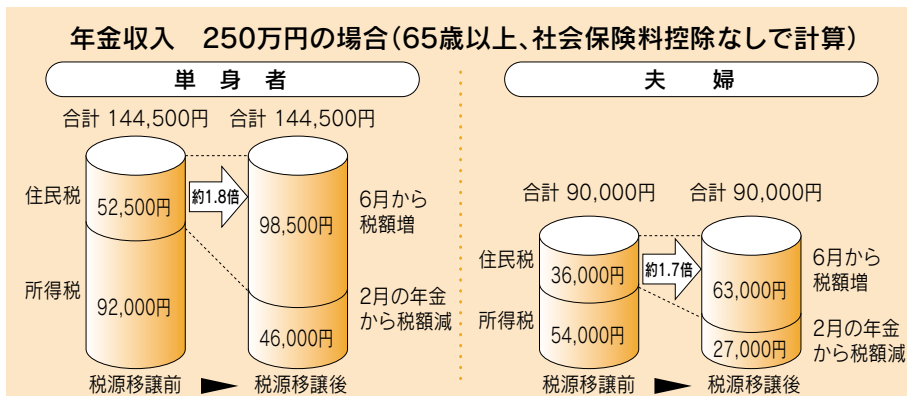 年金収入 250万円の場合(65歳以上、社会保険料控除なしで計算)
単身者
合計 144,500円 合計 144,500円
住民税
52,500円
約1.8倍
98,500円
6月から
税額増
所得税
92,000円
46,000円
2月の年金
から税額減
税源移譲前 ▶ 税源移譲後
夫婦
合計 90,000円 合計 90,000円
住民税
36,000円
約1.7倍
63,000円
6月から
税額増
所得税
54,000円
27,000円
2月の年金
から税額減
税源移譲前 ▶ 税源移譲後